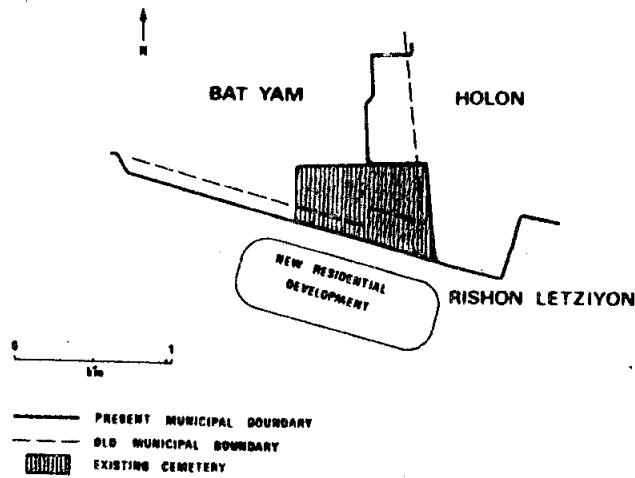 N
BAT YAM
HOLON
NEW RESIDENTIAL
DEVELOPMENT
RISHON LETZIYON
0 1
km
PRESENT MUNICIPAL BOUNDARY
OLD MUNICIPAL BOUNDARY
EXISTING CEMETERY